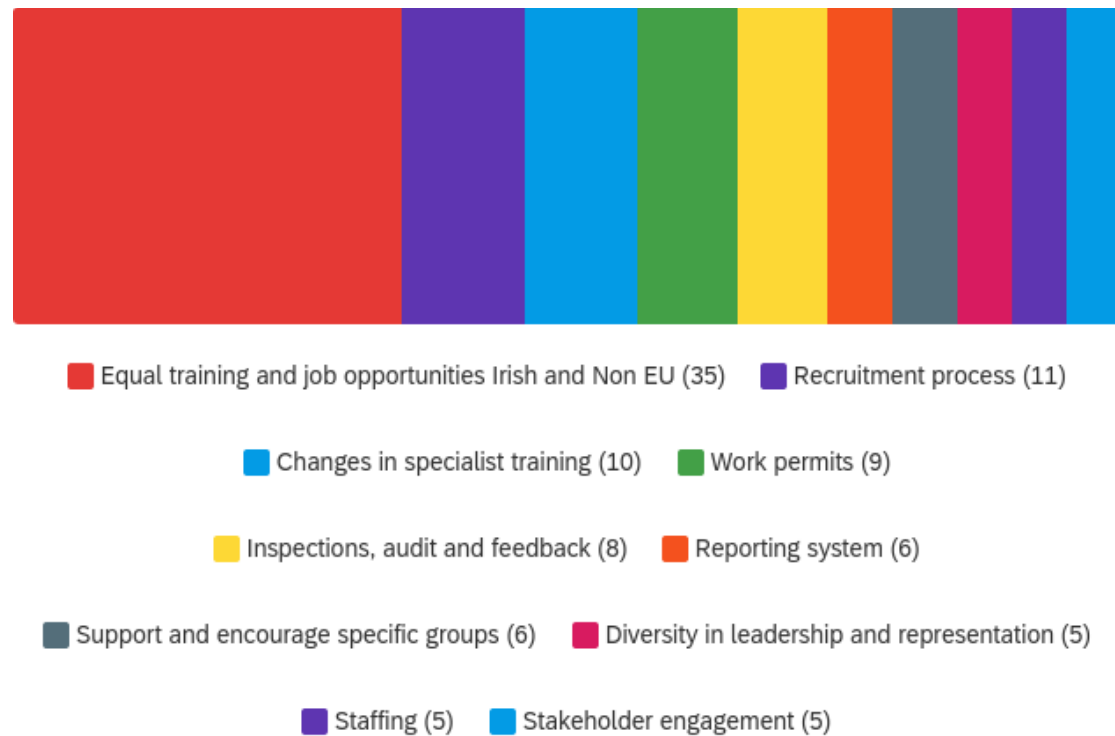 Equal training and job opportunities Irish and Non EU (35) Recruitment process (11)
Changes in specialist training (10) Work permits (9)
Inspections, audit and feedback (8) Reporting system (6)
Support and encourage specific groups (6) Diversity in leadership and representation (5)
Staffing (5) Stakeholder engagement (5)